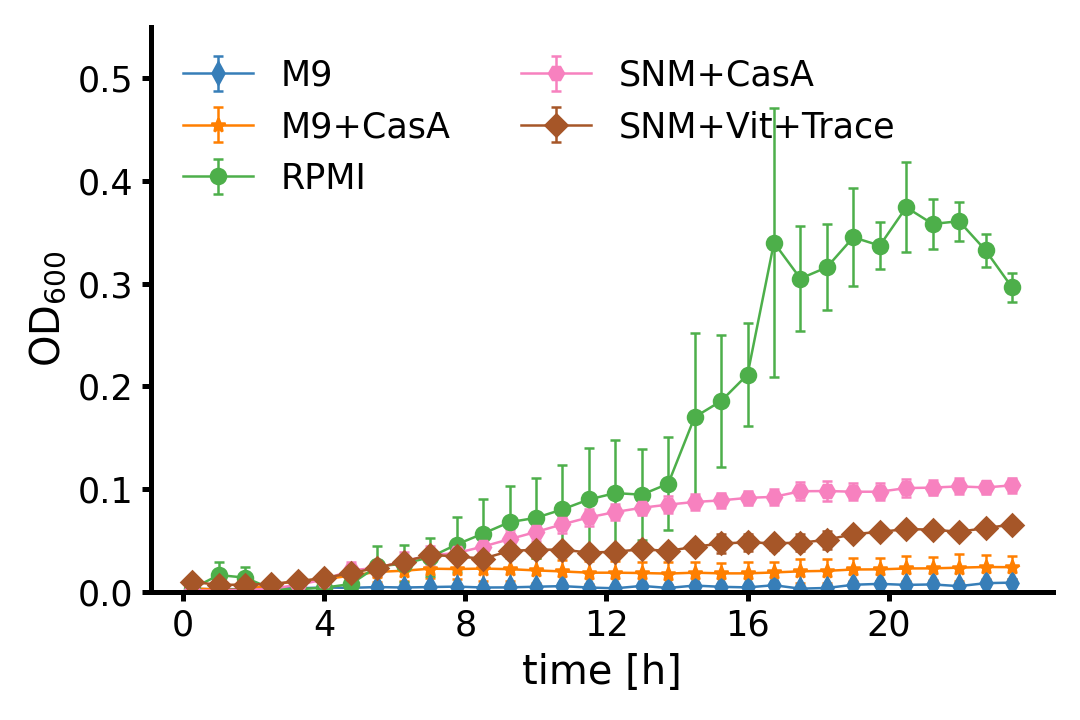 M9
M9+CasA
RPMI
SNM+CasA
SNM+Vit+Trace
OD600
0.5
0.4
0.3
0.2
0.1
0.0
0 4 8 12 16 20
time [h]